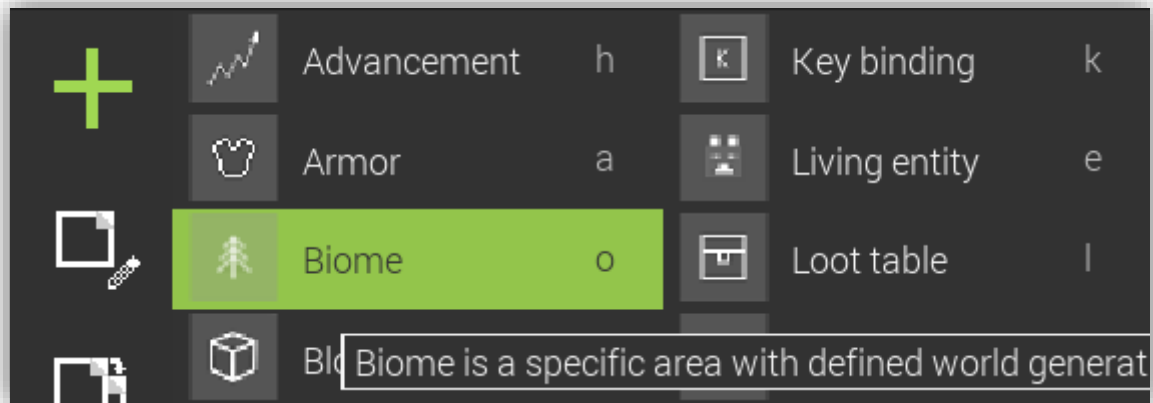 Advancement h
K Key binding k
Armor a
Living entity e
Biome o
Loot table l
Biome is a specific area with defined world generat